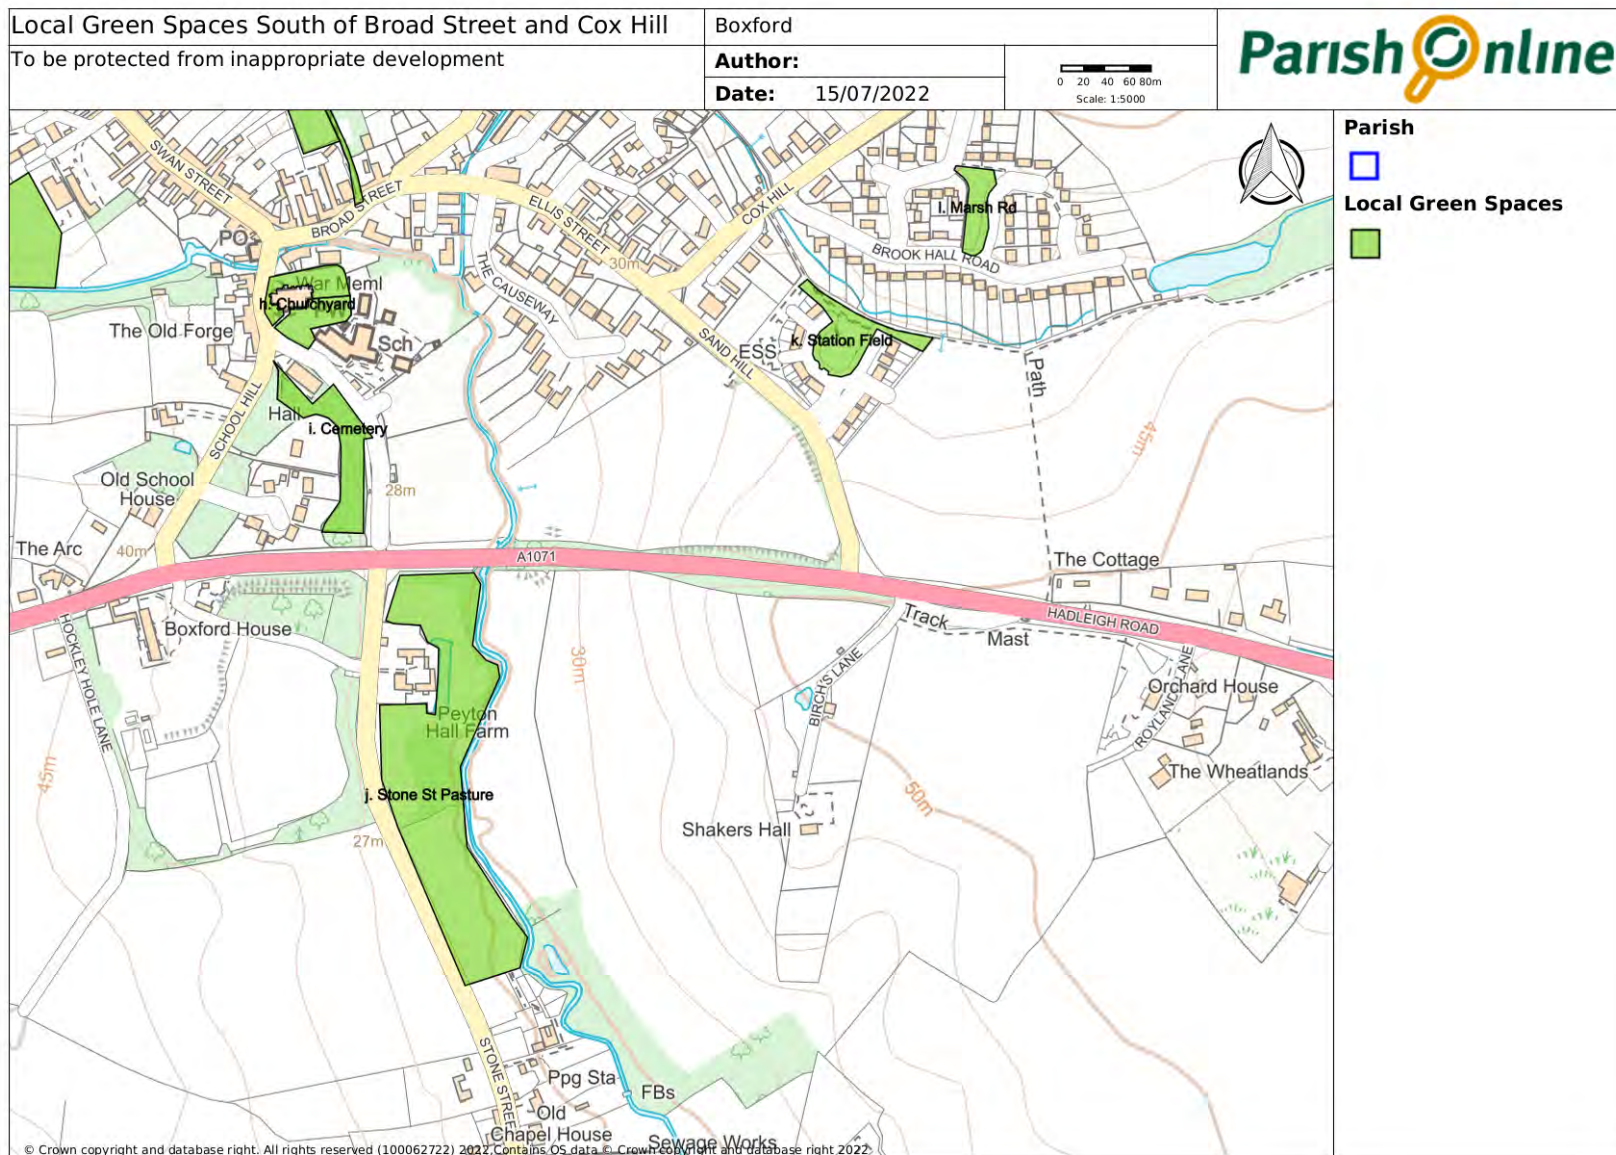 Local Green Spaces South of Broad Street and Cox Hill
To be protected from inappropriate development
Boxford
Author:
Date: 15/07/2022
0 20 40 60 80m
Scale: 1:5000
Parish Online
Parish
Local Green Spaces
SWAN STREET
BROAD STREET
ELLIS STREET
COX HILL
l. Marsh Rd
BROOK HALL ROAD
PO
30m
THE CAUSEWAY
War Meml
h. Churchyard
The Old Forge
Sch
SAND HILL
ESS
k. Station Field
Path
SCHOOL HILL
Hall
i. Cemetery
45m
Old School
House
28m
The Arc
40m
A1071
The Cottage
HOCKLEY HOLE LANE
Boxford House
Track
Mast
HADLEIGH ROAD
30m
BIRCH'S LANE
ROYLANCE LANE
Orchard House
Peyton
Hall Farm
45m
The Wheatlands
j. Stone St Pasture
50m
27m
Shakers Hall
STONE STREET
Ppg Sta
FBs
Old
Chapel House
Sewage Works
© Crown copyright and database right. All rights reserved (100062722) 2022 Contains OS data © Crown copyright and database right 2022